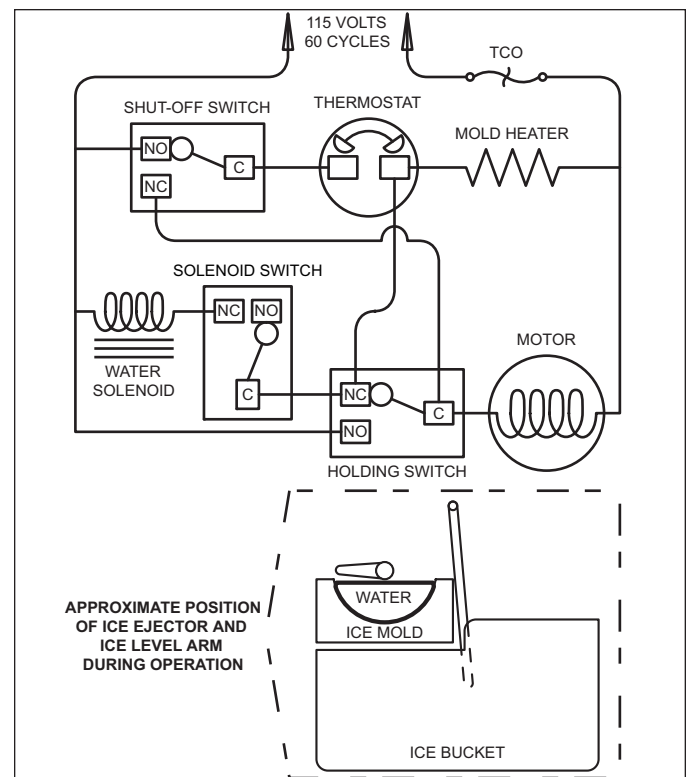 115 VOLTS
60 CYCLES
TCO
SHUT-OFF SWITCH
THERMOSTAT
MOLD HEATER
NO
C
NC
SOLENOID SWITCH
NC
NO
MOTOR
WATER
SOLENOID
C
NC
C
NO
HOLDING SWITCH
APPROXIMATE POSITION
OF ICE EJECTOR AND
ICE LEVEL ARM
DURING OPERATION
WATER
ICE MOLD
ICE BUCKET